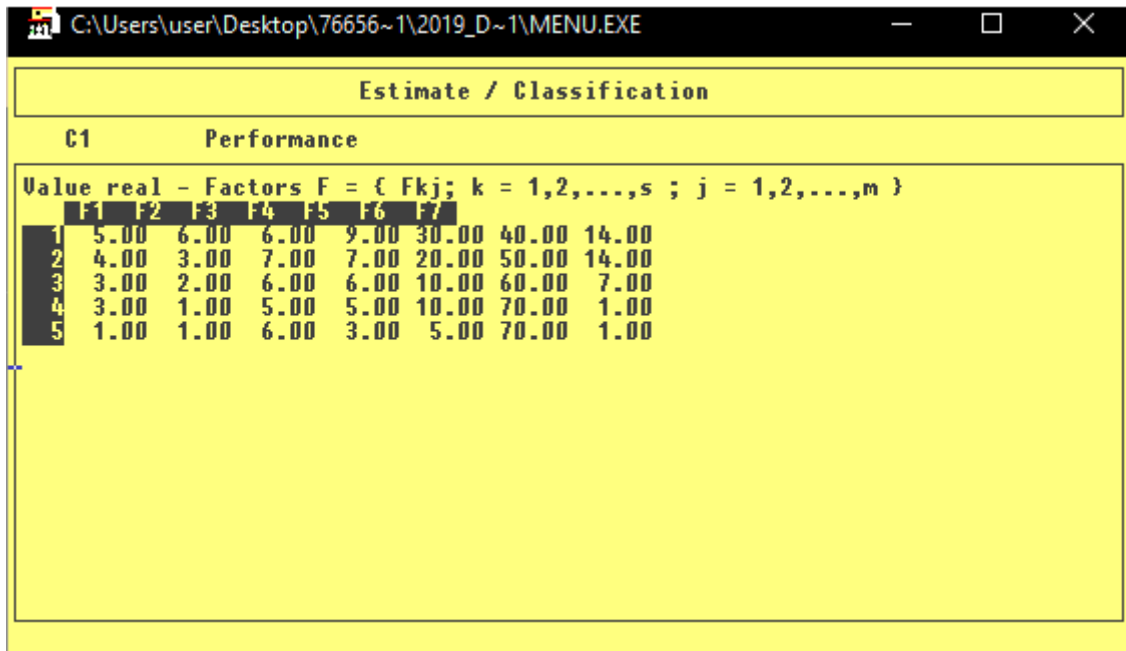 C:\Users\user\Desktop\76656~1\2019_D~1\MENU.EXE
Estimate / Classification
C1 Performance
Value real - Factors F = { Fkj; k = 1,2,...,s ; j = 1,2,...,m }
F1 F2 F3 F4 F5 F6 F7
1 5.00 6.00 6.00 9.00 30.00 40.00 14.00
2 4.00 3.00 7.00 7.00 20.00 50.00 14.00
3 3.00 2.00 6.00 6.00 10.00 60.00 7.00
4 3.00 1.00 5.00 5.00 10.00 70.00 1.00
5 1.00 1.00 6.00 3.00 5.00 70.00 1.00